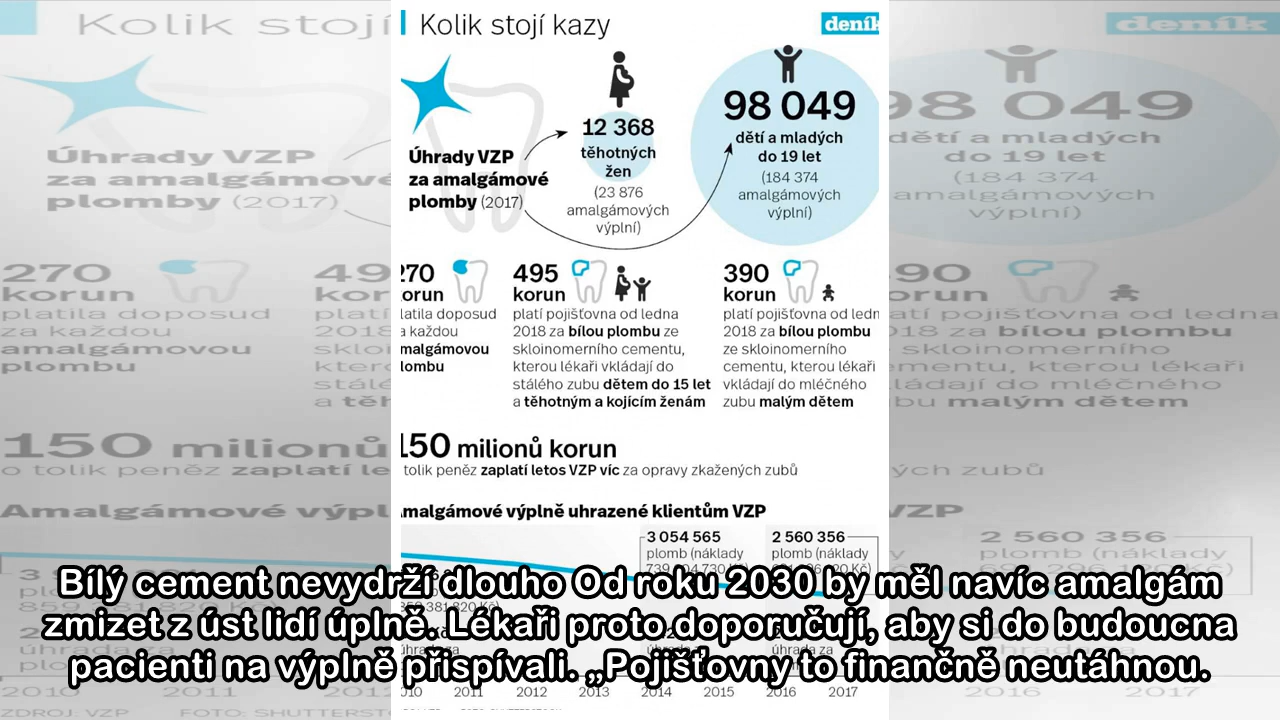 Kolik stojí kazy
deník
Úhrady VZP
za amalgámové
plomby (2017)
12 368
těhotných
žen
(23 876
amalgámových
výplní)
98 049
dětí a mladých
do 19 let
(184 374
amalgámových
výplní)
270
korun
platila doposud
za každou
amalgámovou
plombu
495
korun
platí pojišťovna od ledna
2018 za bílou plombu ze
skloinomerního cementu,
kterou lékaři vkládají do
stálého zubu dětem do 15 let
a těhotným a kojícím ženám
390
korun
platí pojišťovna od ledna
2018 za bílou plombu
ze skloinomerního
cementu, kterou lékaři
vkládají do mléčného
zubu malým dětem
150 milionů korun
o tolik peněz zaplatí letos VZP víc za opravy zkažených zubů
Amalgámové výplně uhrazené klientům VZP
3 054 565
plomb (náklady
2 560 356
plomb (náklady
Bílý cement nevydrží dlouho Od roku 2030 by měl navíc amalgám
zmizet z úst lidí úplně. Lékaři proto doporučují, aby si do budoucna
pacienti na výplně přispívali. „Pojišťovny to finančně neutáhnou.
2010 2011 2012 2013 2014 2015 2016 2017
ZDROJ: VZP